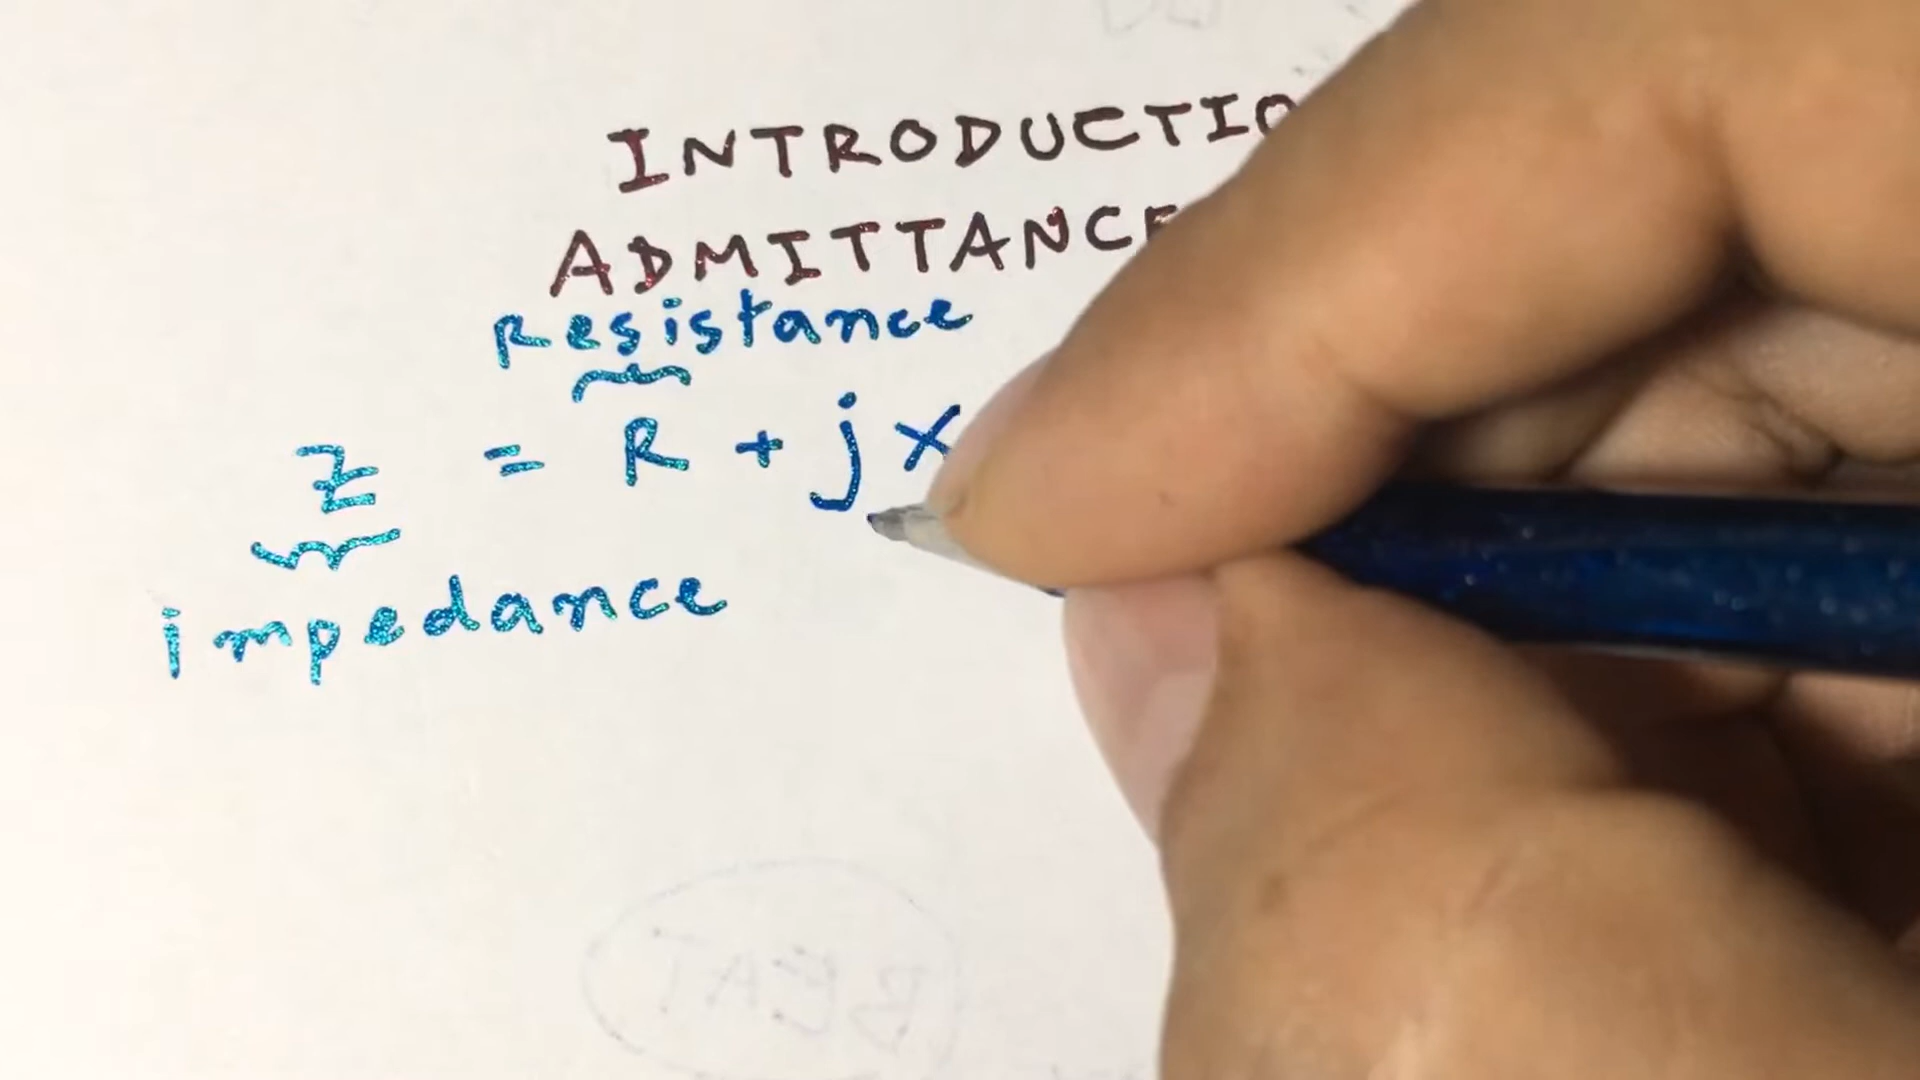 INTRODUCTIO
ADMITTANCE
Resistance
Z = R + jx
impedance